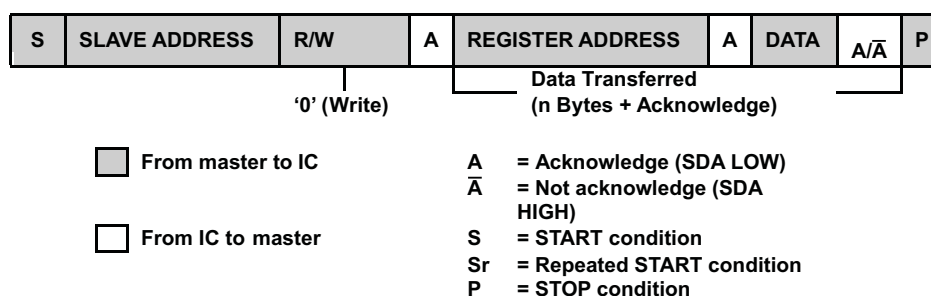 S SLAVE ADDRESS R/W A REGISTER ADDRESS A DATA A/A̅ P
‘0’ (Write)
Data Transferred
(n Bytes + Acknowledge)
From master to IC
From IC to master
A = Acknowledge (SDA LOW)
A̅ = Not acknowledge (SDA
HIGH)
S = START condition
Sr = Repeated START condition
P = STOP condition